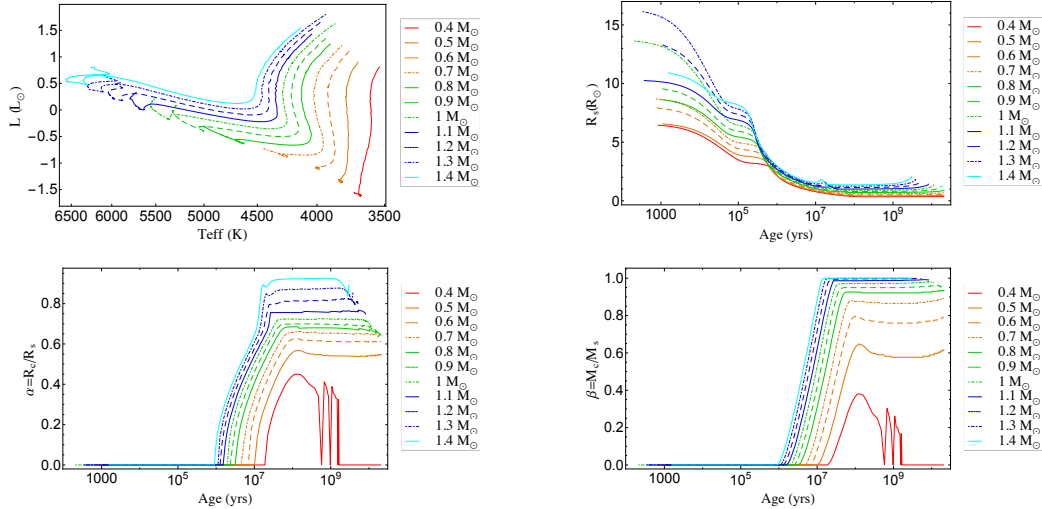 L (L☉)
1.5
1.0
0.5
0.0
−0.5
−1
−1.5
6500 6000 5500 5000 4500 4000 3500
Teff (K)
0.4 M☉
0.5 M☉
0.6 M☉
0.7 M☉
0.8 M☉
0.9 M☉
1 M☉
1.1 M☉
1.2 M☉
1.3 M☉
1.4 M☉
Rs(R☉)
15
10
5
0
1000 10^5 10^7 10^9
Age (yrs)
0.4 M☉
0.5 M☉
0.6 M☉
0.7 M☉
0.8 M☉
0.9 M☉
1 M☉
1.1 M☉
1.2 M☉
1.3 M☉
1.4 M☉
α=Rc/Rs
0.8
0.6
0.4
0.2
0.0
1000 10^5 10^7 10^9
Age (yrs)
0.4 M☉
0.5 M☉
0.6 M☉
0.7 M☉
0.8 M☉
0.9 M☉
1 M☉
1.1 M☉
1.2 M☉
1.3 M☉
1.4 M☉
β=Mc/Ms
1.0
0.8
0.6
0.4
0.2
0.0
1000 10^5 10^7 10^9
Age (yrs)
0.4 M☉
0.5 M☉
0.6 M☉
0.7 M☉
0.8 M☉
0.9 M☉
1 M☉
1.1 M☉
1.2 M☉
1.3 M☉
1.4 M☉